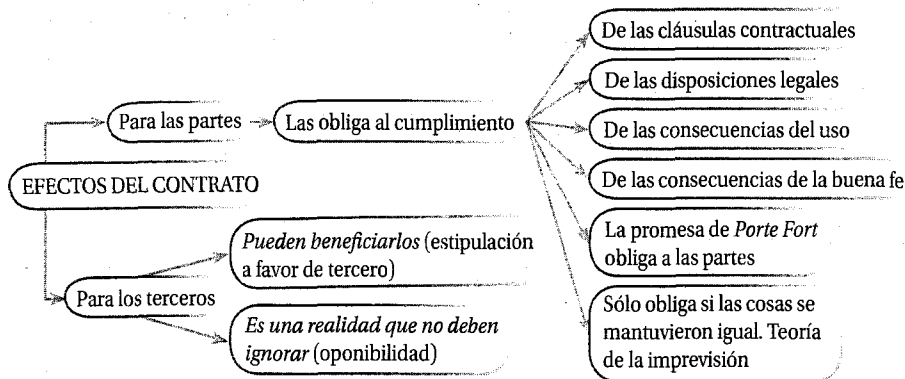 EFECTOS DEL CONTRATO
Para las partes
Las obliga al cumplimiento
De las cláusulas contractuales
De las disposiciones legales
De las consecuencias del uso
De las consecuencias de la buena fe
La promesa de Porte Fort
obliga a las partes
Sólo obliga si las cosas se
mantuvieron igual. Teoría
de la imprevisión
Para los terceros
Pueden beneficiarlos (estipulación
a favor de tercero)
Es una realidad que no deben
ignorar (oponibilidad)